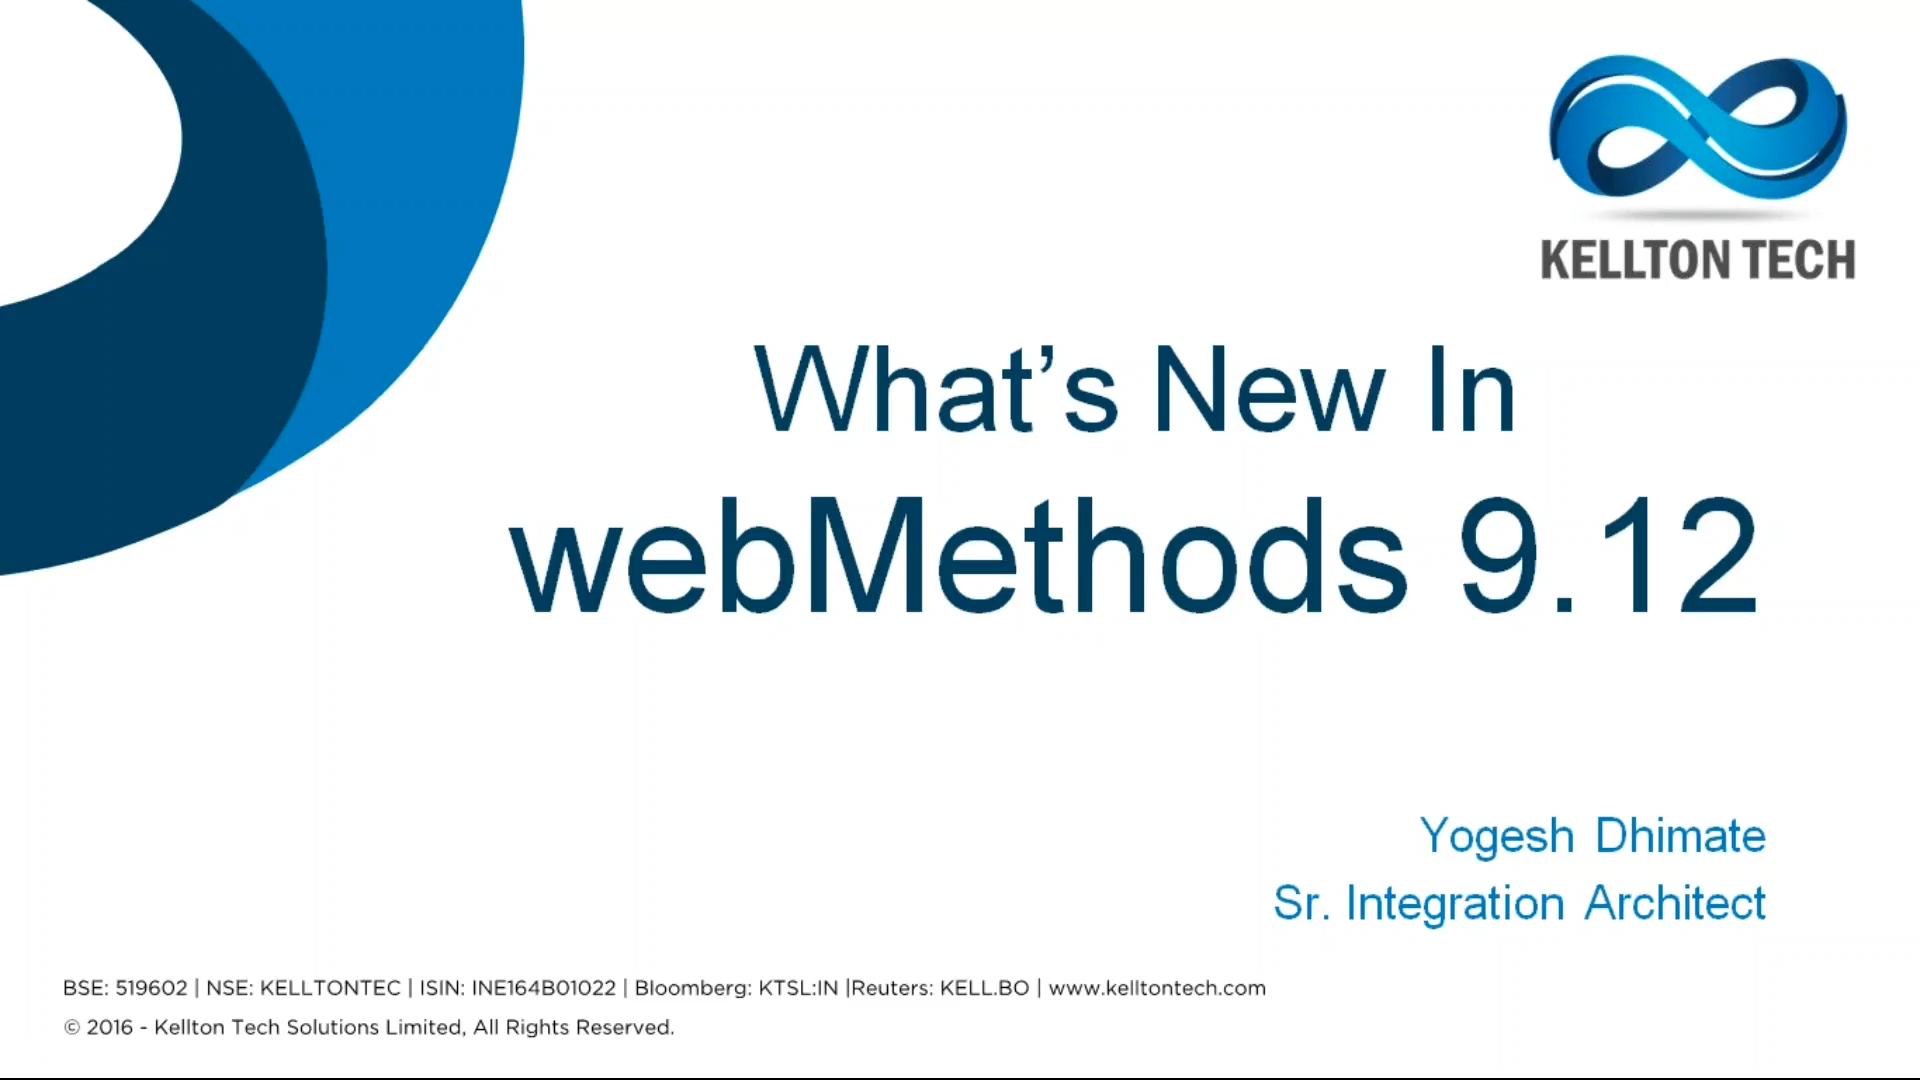 KELLTON TECH
What’s New In
webMethods 9.12
Yogesh Dhimate
Sr. Integration Architect
BSE: 519602 | NSE: KELLTONTEC | ISIN: INE164B01022 | Bloomberg: KTSL:IN |Reuters: KELL.BO | www.kelltontech.com
© 2016 - Kellton Tech Solutions Limited, All Rights Reserved.